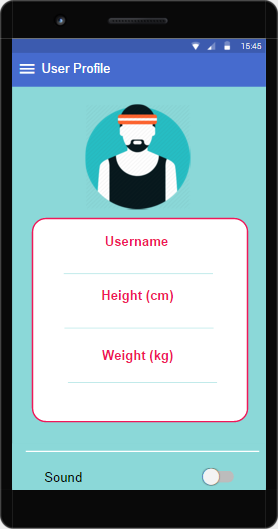 15:45
User Profile
Username
Height (cm)
Weight (kg)
Sound